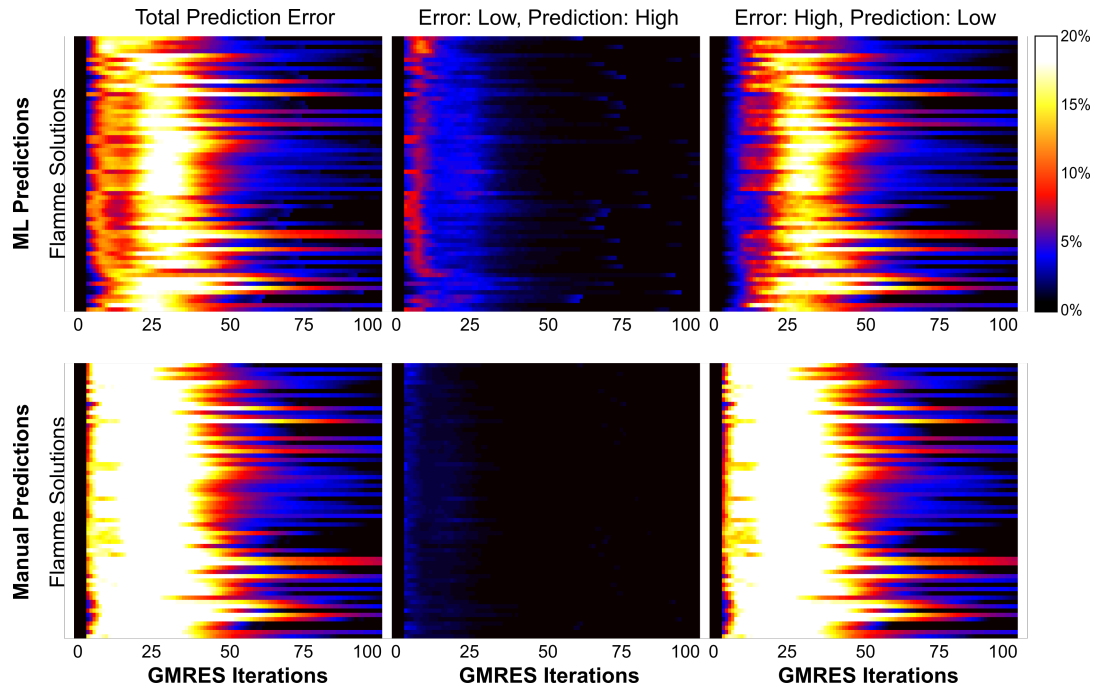 Total Prediction Error
Error: Low, Prediction: High
Error: High, Prediction: Low
ML Predictions
Flamme Solutions
0 25 50 75 100
0 25 50 75 100
0 25 50 75 100
20%
15%
10%
5%
0%
Manual Predictions
Flamme Solutions
0 25 50 75 100
0 25 50 75 100
0 25 50 75 100
GMRES Iterations
GMRES Iterations
GMRES Iterations